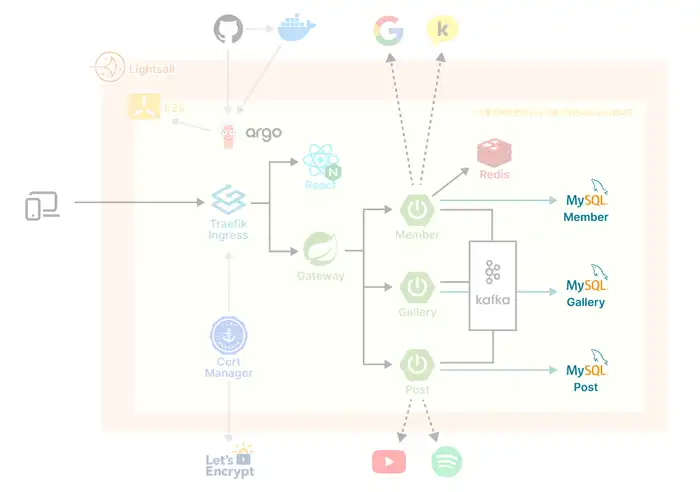 Lightsail
k3s
argo
React
Redis
Traefik
Ingress
Gateway
Member
MySQL
Member
kafka
Gallery
MySQL
Gallery
Cert
Manager
Post
MySQL
Post
Let's
Encrypt